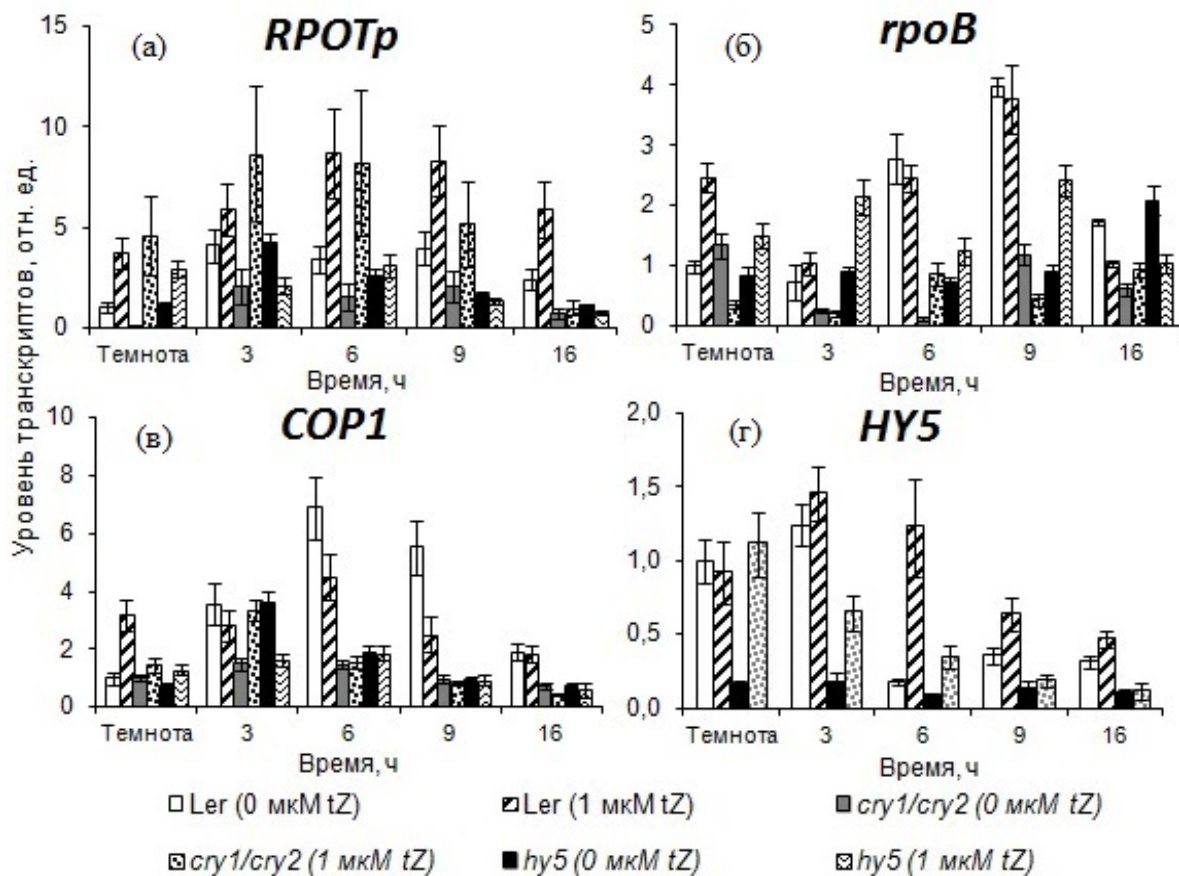 Уровень транскриптов, отн. ед.
(а) RPOTp
15
10
5
0
Темнота 3 6 9 16
Время, ч
(б) rpoB
5
4
3
2
1
0
Темнота 3 6 9 16
Время, ч
(в) COP1
10
8
6
4
2
0
Темнота 3 6 9 16
Время, ч
(г) HY5
2,0
1,5
1,0
0,5
0,0
Темнота 3 6 9 16
Время, ч
Ler (0 мкМ tZ) Ler (1 мкМ tZ) cry1/cry2 (0 мкМ tZ)
cry1/cry2 (1 мкМ tZ) hy5 (0 мкМ tZ) hy5 (1 мкМ tZ)